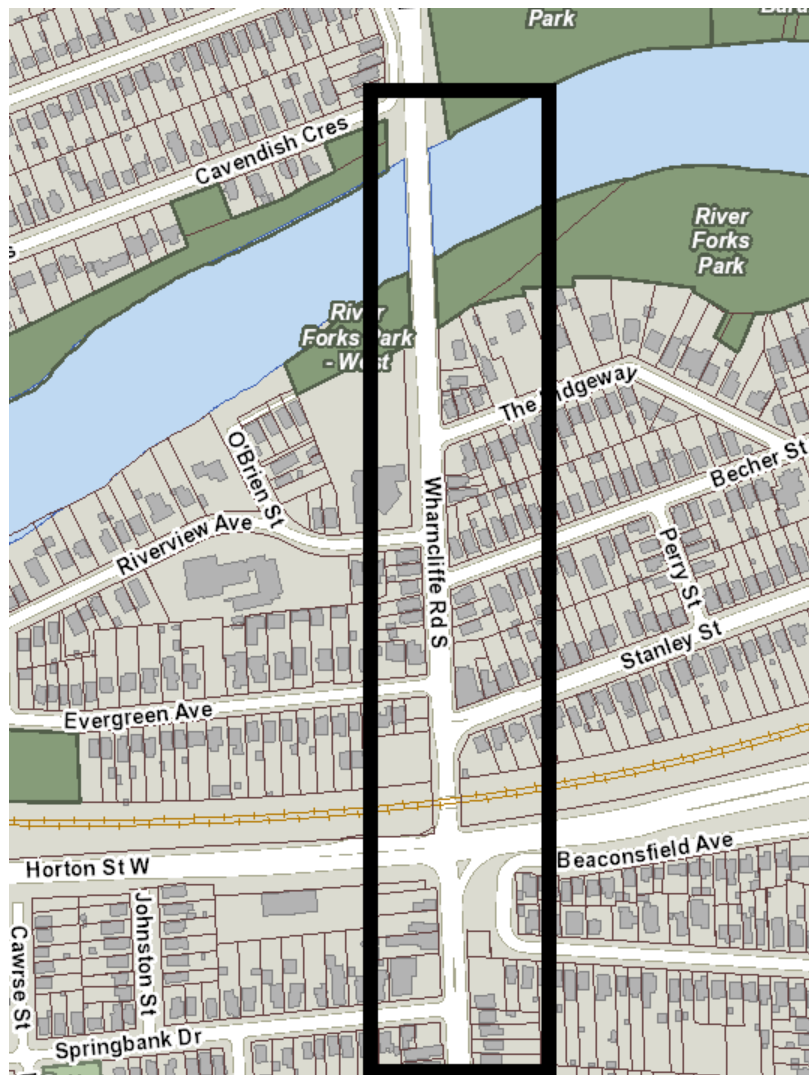 Park
Cavendish Cres
River
Forks
Park
River
Forks Park
- West
The Ridgeway
O'Brien St
Becher St
Wharncliffe Rd S
Riverview Ave
Perry St
Stanley St
Evergreen Ave
Beaconsfield Ave
Horton St W
Johnston St
Cawrse St
Springbank Dr